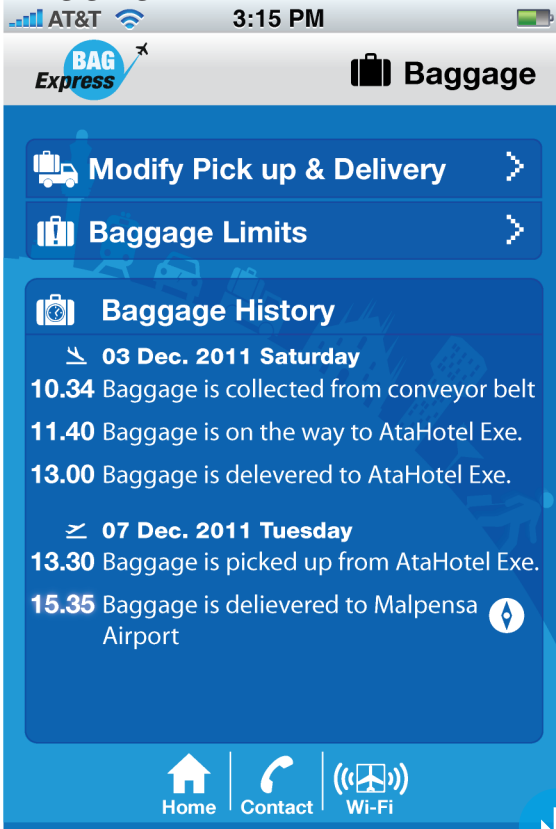 AT&T 3:15 PM
BAG
Express
Baggage
Modify Pick up & Delivery
Baggage Limits
Baggage History
03 Dec. 2011 Saturday
10.34 Baggage is collected from conveyor belt
11.40 Baggage is on the way to AtaHotel Exe.
13.00 Baggage is delevered to AtaHotel Exe.
07 Dec. 2011 Tuesday
13.30 Baggage is picked up from AtaHotel Exe.
15.35 Baggage is delievered to Malpensa
Airport
Home Contact Wi-Fi